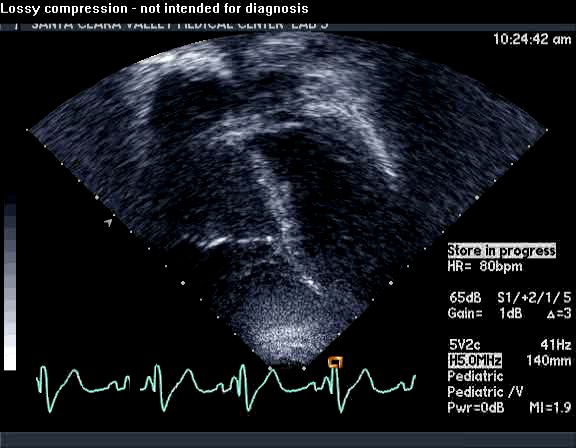 Lossy compression - not intended for diagnosis
SANTA CLARA VALLEY MEDICAL CENTER LAB
10:24:42 am
Store in progress
HR= 80bpm
65dB S1/+2/1/5
Gain= 1dB Δ=3
5V2c 41Hz
H5.0MHz 140mm
Pediatric
Pediatric /V
Pwr=0dB MI=1.9